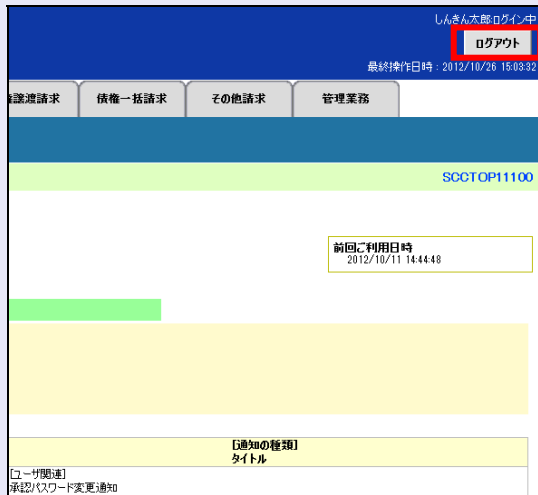 しんきん太郎:ログイン中
ログアウト
最終操作日時：2012/10/26 15:03:32
譲渡請求 債権一括請求 その他請求 管理業務
SCCTOP11100
前回ご利用日時
2012/10/11 14:44:48
[通知の種類]
タイトル
[ユーザ関連]
承認パスワード変更通知